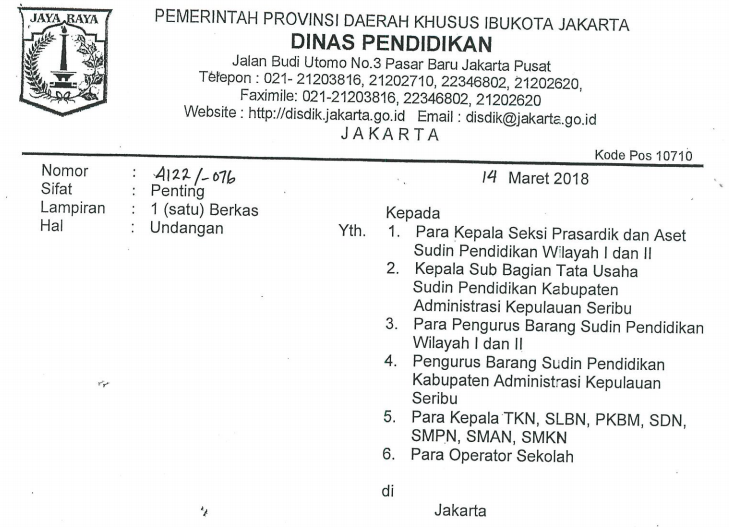 JAYA RAYA
PEMERINTAH PROVINSI DAERAH KHUSUS IBUKOTA JAKARTA
DINAS PENDIDIKAN
Jalan Budi Utomo No.3 Pasar Baru Jakarta Pusat
Telepon : 021- 21203816, 21202710, 22346802, 21202620,
Faximile: 021-21203816, 22346802, 21202620
Website : http://disdik.jakarta.go.id Email : disdik@jakarta.go.id
JAKARTA
Kode Pos 10710
Nomor : A122/-076
14 Maret 2018
Sifat : Penting
Lampiran : 1 (satu) Berkas
Hal : Undangan
Kepada
Yth. 1. Para Kepala Seksi Prasardik dan Aset
Sudin Pendidikan Wilayah I dan II
2. Kepala Sub Bagian Tata Usaha
Sudin Pendidikan Kabupaten
Administrasi Kepulauan Seribu
3. Para Pengurus Barang Sudin Pendidikan
Wilayah I dan II
4. Pengurus Barang Sudin Pendidikan
Kabupaten Administrasi Kepulauan
Seribu
5. Para Kepala TKN, SLBN, PKBM, SDN,
SMPN, SMAN, SMKN
6. Para Operator Sekolah
di
Jakarta